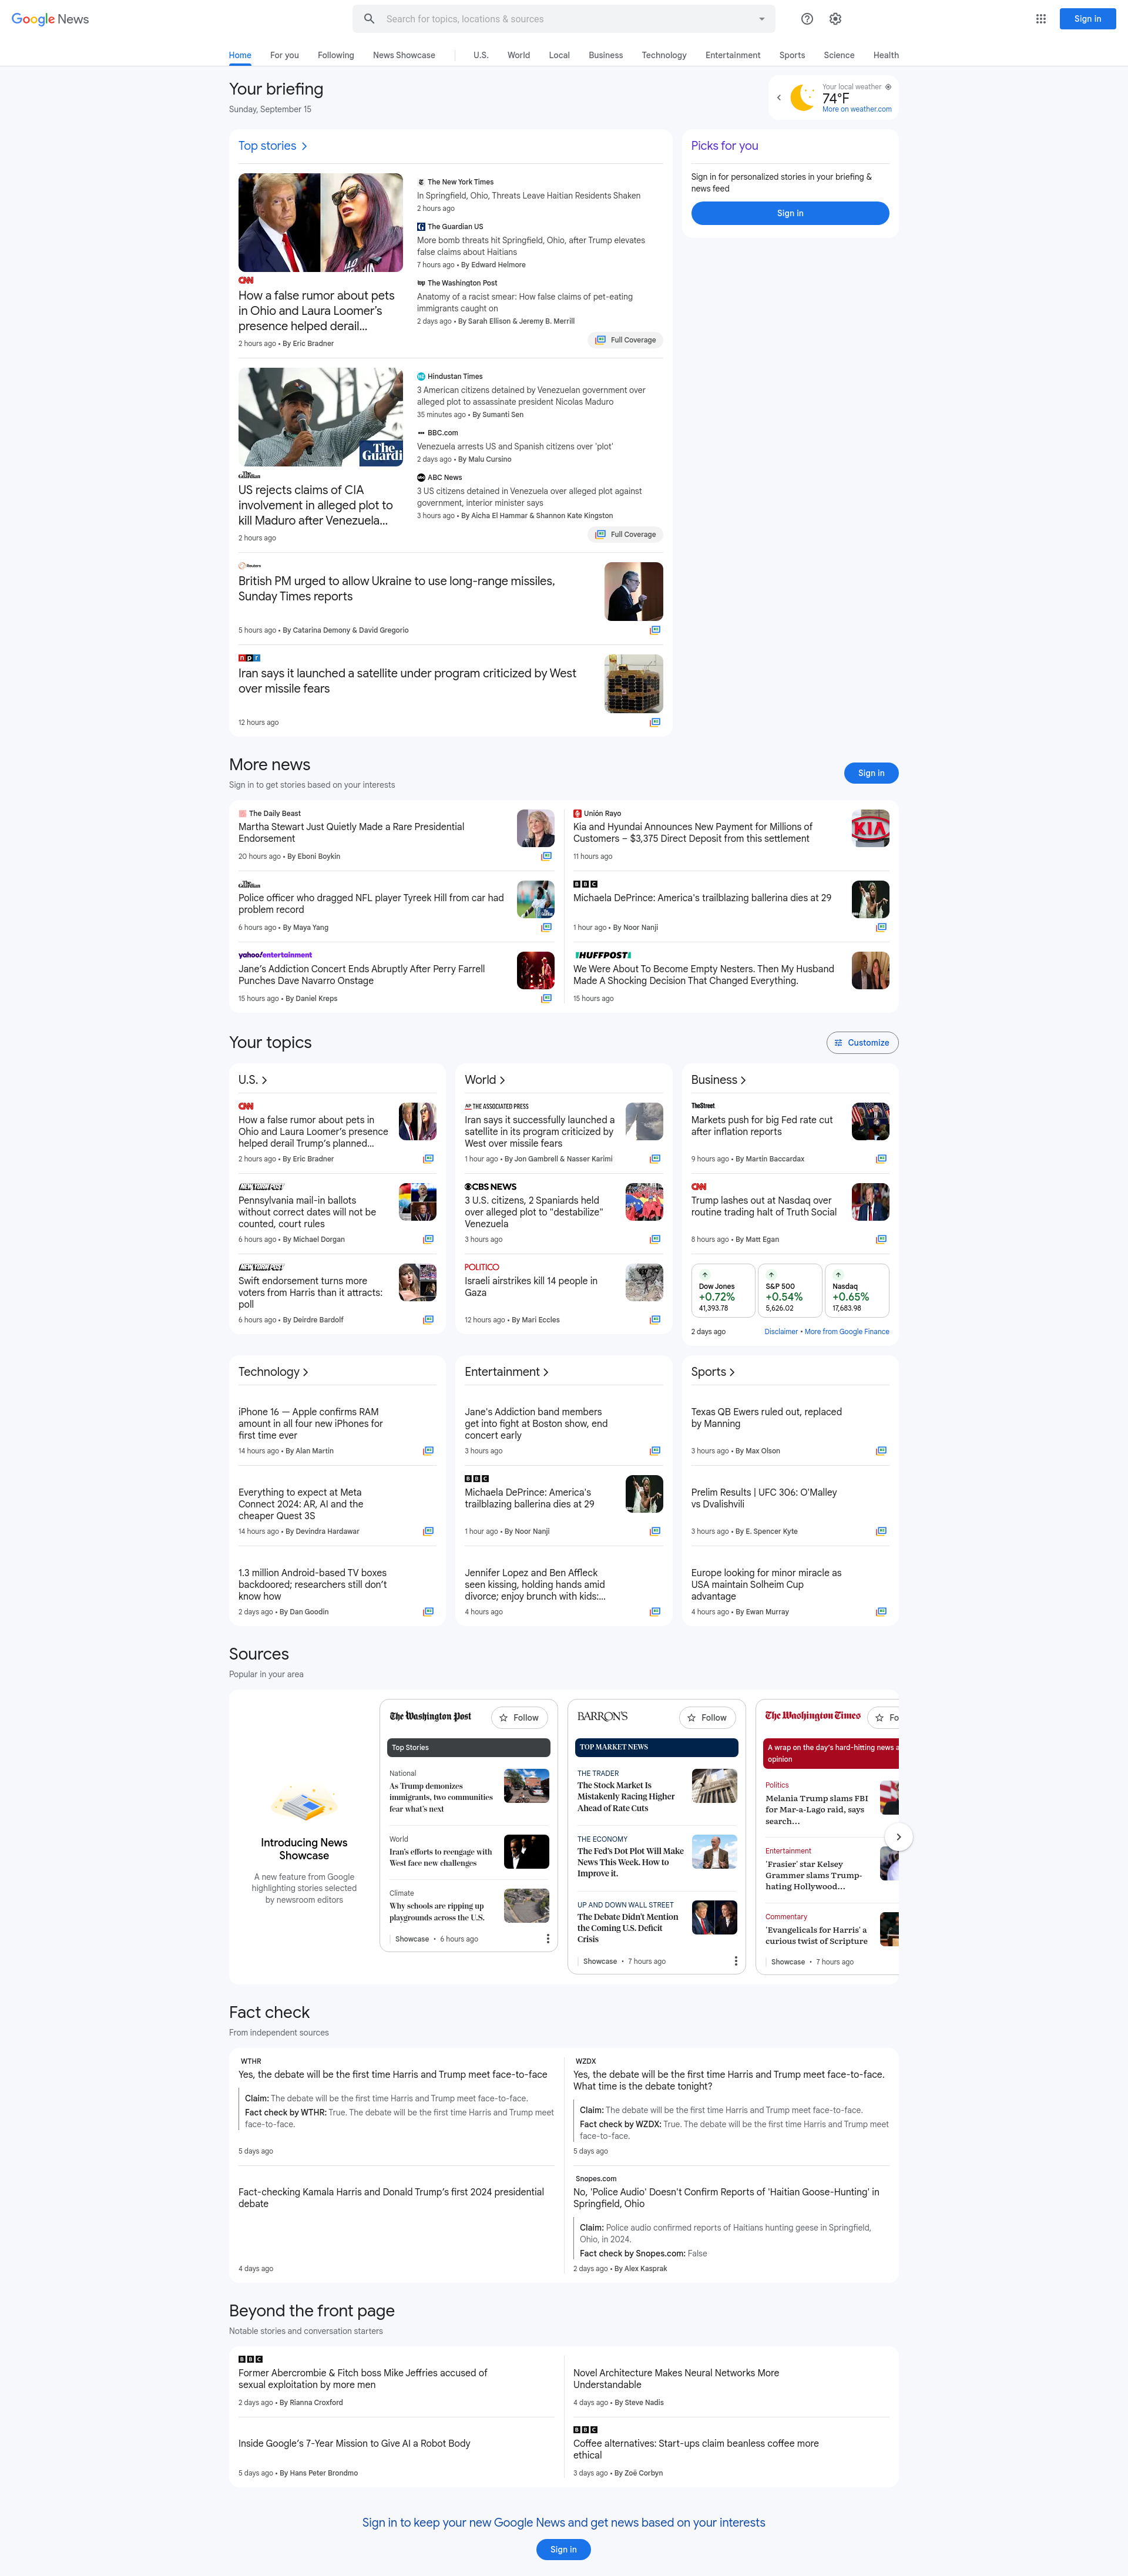 Google News
Search for topics, locations & sources
Sign in
Home
For you
Following
News Showcase
U.S.
World
Local
Business
Technology
Entertainment
Sports
Science
Health
Your briefing
Sunday, September 15
Your local weather
74°F
More on weather.com
Top stories
CNN
How a false rumor about pets
in Ohio and Laura Loomer's
presence helped derail...
2 hours ago • By Eric Bradner
The New York Times
In Springfield, Ohio, Threats Leave Haitian Residents Shaken
2 hours ago
The Guardian US
More bomb threats hit Springfield, Ohio, after Trump elevates
false claims about Haitians
7 hours ago • By Edward Helmore
The Washington Post
Anatomy of a racist smear: How false claims of pet-eating
immigrants caught on
2 days ago • By Sarah Ellison & Jeremy B. Merrill
Full Coverage
The
Guardi
The
Guardian
US rejects claims of CIA
involvement in alleged plot to
kill Maduro after Venezuela...
2 hours ago
Hindustan Times
3 American citizens detained by Venezuelan government over
alleged plot to assassinate president Nicolas Maduro
35 minutes ago • By Sumanti Sen
BBC.com
Venezuela arrests US and Spanish citizens over 'plot'
2 days ago • By Malu Cursino
ABC News
3 US citizens detained in Venezuela over alleged plot against
government, interior minister says
3 hours ago • By Aicha El Hammar & Shannon Kate Kingston
Full Coverage
Reuters
British PM urged to allow Ukraine to use long-range missiles,
Sunday Times reports
5 hours ago • By Catarina Demony & David Gregorio
npr
Iran says it launched a satellite under program criticized by West
over missile fears
12 hours ago
Picks for you
Sign in for personalized stories in your briefing &
news feed
Sign in
More news
Sign in to get stories based on your interests
Sign in
The Daily Beast
Martha Stewart Just Quietly Made a Rare Presidential
Endorsement
20 hours ago • By Eboni Boykin
The
Guardian
Police officer who dragged NFL player Tyreek Hill from car had
problem record
6 hours ago • By Maya Yang
yahoo!entertainment
Jane's Addiction Concert Ends Abruptly After Perry Farrell
Punches Dave Navarro Onstage
15 hours ago • By Daniel Kreps
Unión Rayo
Kia and Hyundai Announces New Payment for Millions of
Customers – $3,375 Direct Deposit from this settlement
11 hours ago
KIA
BBC
Michaela DePrince: America's trailblazing ballerina dies at 29
1 hour ago • By Noor Nanji
HUFFPOST
We Were About To Become Empty Nesters. Then My Husband
Made A Shocking Decision That Changed Everything.
15 hours ago
Your topics
Customize
U.S.
CNN
How a false rumor about pets in
Ohio and Laura Loomer's presence
helped derail Trump's planned...
2 hours ago • By Eric Bradner
NEW YORK POST
Pennsylvania mail-in ballots
without correct dates will not be
counted, court rules
6 hours ago • By Michael Dorgan
NEW YORK POST
Swift endorsement turns more
voters from Harris than it attracts:
poll
6 hours ago • By Deirdre Bardolf
World
AP THE ASSOCIATED PRESS
Iran says it successfully launched a
satellite in its program criticized by
West over missile fears
1 hour ago • By Jon Gambrell & Nasser Karimi
CBS NEWS
3 U.S. citizens, 2 Spaniards held
over alleged plot to "destabilize"
Venezuela
3 hours ago
POLITICO
Israeli airstrikes kill 14 people in
Gaza
12 hours ago • By Mari Eccles
Business
TheStreet
Markets push for big Fed rate cut
after inflation reports
9 hours ago • By Martin Baccardax
CNN
Trump lashes out at Nasdaq over
routine trading halt of Truth Social
8 hours ago • By Matt Egan
Dow Jones
+0.72%
41,393.78
S&P 500
+0.54%
5,626.02
Nasdaq
+0.65%
17,683.98
2 days ago
Disclaimer • More from Google Finance
Technology
iPhone 16 — Apple confirms RAM
amount in all four new iPhones for
first time ever
14 hours ago • By Alan Martin
Everything to expect at Meta
Connect 2024: AR, AI and the
cheaper Quest 3S
14 hours ago • By Devindra Hardawar
1.3 million Android-based TV boxes
backdoored; researchers still don't
know how
2 days ago • By Dan Goodin
Entertainment
Jane's Addiction band members
get into fight at Boston show, end
concert early
3 hours ago
BBC
Michaela DePrince: America's
trailblazing ballerina dies at 29
1 hour ago • By Noor Nanji
Jennifer Lopez and Ben Affleck
seen kissing, holding hands amid
divorce; enjoy brunch with kids:...
4 hours ago
Sports
Texas QB Ewers ruled out, replaced
by Manning
3 hours ago • By Max Olson
Prelim Results | UFC 306: O'Malley
vs Dvalishvili
3 hours ago • By E. Spencer Kyte
Europe looking for minor miracle as
USA maintain Solheim Cup
advantage
4 hours ago • By Ewan Murray
Sources
Popular in your area
Introducing News
Showcase
A new feature from Google
highlighting stories selected
by newsroom editors
The Washington Post
Follow
Top Stories
National
As Trump demonizes
immigrants, two communities
fear what's next
World
Iran's efforts to reengage with
West face new challenges
Climate
Why schools are ripping up
playgrounds across the U.S.
Showcase • 6 hours ago
BARRON'S
Follow
TOP MARKET NEWS
THE TRADER
The Stock Market Is
Mistakenly Racing Higher
Ahead of Rate Cuts
THE ECONOMY
The Fed's Dot Plot Will Make
News This Week. How to
Improve it.
UP AND DOWN WALL STREET
The Debate Didn't Mention
the Coming U.S. Deficit
Crisis
Showcase • 7 hours ago
The Washington Times
Fo
A wrap on the day's hard-hitting news a
opinion
Politics
Melania Trump slams FBI
for Mar-a-Lago raid, says
search...
Entertainment
'Frasier' star Kelsey
Grammer slams Trump-
hating Hollywood...
Commentary
'Evangelicals for Harris' a
curious twist of Scripture
Showcase • 7 hours ago
Fact check
From independent sources
WTHR
Yes, the debate will be the first time Harris and Trump meet face-to-face
Claim: The debate will be the first time Harris and Trump meet face-to-face.
Fact check by WTHR: True. The debate will be the first time Harris and Trump meet
face-to-face.
5 days ago
Fact-checking Kamala Harris and Donald Trump's first 2024 presidential
debate
4 days ago
WZDX
Yes, the debate will be the first time Harris and Trump meet face-to-face.
What time is the debate tonight?
Claim: The debate will be the first time Harris and Trump meet face-to-face.
Fact check by WZDX: True. The debate will be the first time Harris and Trump meet
face-to-face.
5 days ago
Snopes.com
No, 'Police Audio' Doesn't Confirm Reports of 'Haitian Goose-Hunting' in
Springfield, Ohio
Claim: Police audio confirmed reports of Haitians hunting geese in Springfield,
Ohio, in 2024.
Fact check by Snopes.com: False
2 days ago • By Alex Kasprak
Beyond the front page
Notable stories and conversation starters
BBC
Former Abercrombie & Fitch boss Mike Jeffries accused of
sexual exploitation by more men
2 days ago • By Rianna Croxford
Inside Google's 7-Year Mission to Give AI a Robot Body
5 days ago • By Hans Peter Brondmo
Novel Architecture Makes Neural Networks More
Understandable
4 days ago • By Steve Nadis
BBC
Coffee alternatives: Start-ups claim beanless coffee more
ethical
3 days ago • By Zoë Corbyn
Sign in to keep your new Google News and get news based on your interests
Sign in